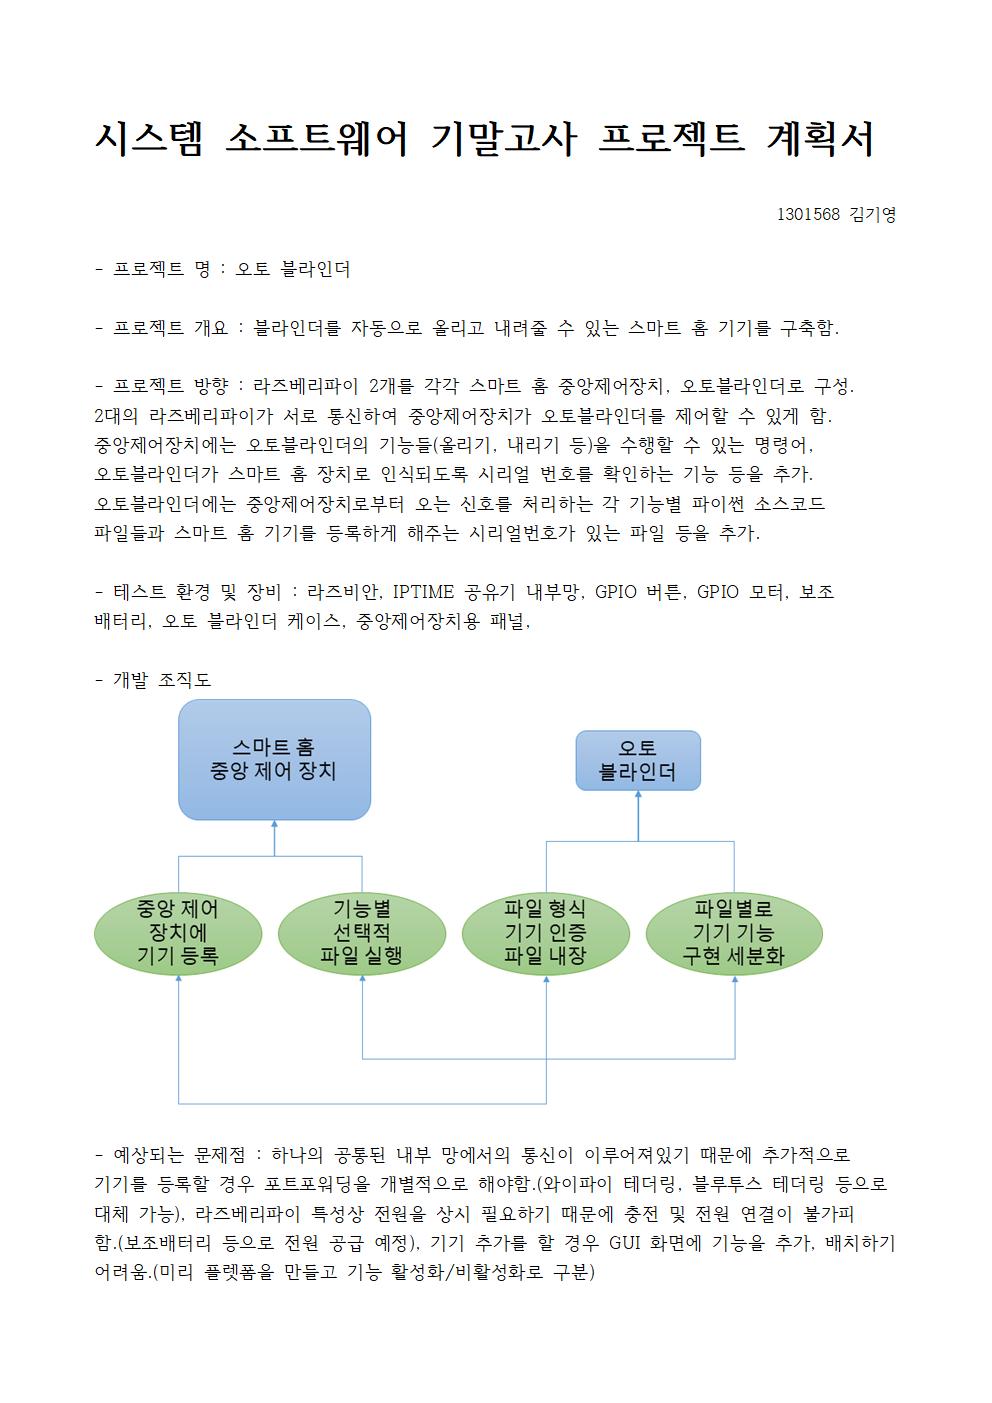 시스템 소프트웨어 기말고사 프로젝트 계획서
1301568 김기영
- 프로젝트 명 : 오토 블라인더
- 프로젝트 개요 : 블라인더를 자동으로 올리고 내려줄 수 있는 스마트 홈 기기를 구축함.
- 프로젝트 방향 : 라즈베리파이 2개를 각각 스마트 홈 중앙제어장치, 오토블라인더로 구성.
2대의 라즈베리파이가 서로 통신하여 중앙제어장치가 오토블라인더를 제어할 수 있게 함.
중앙제어장치에는 오토블라인더의 기능들(올리기, 내리기 등)을 수행할 수 있는 명령어,
오토블라인더가 스마트 홈 장치로 인식되도록 시리얼 번호를 확인하는 기능 등을 추가.
오토블라인더에는 중앙제어장치로부터 오는 신호를 처리하는 각 기능별 파이썬 소스코드
파일들과 스마트 홈 기기를 등록하게 해주는 시리얼번호가 있는 파일 등을 추가.
- 테스트 환경 및 장비 : 라즈비안, IPTIME 공유기 내부망, GPIO 버튼, GPIO 모터, 보조
배터리, 오토 블라인더 케이스, 중앙제어장치용 패널,
- 개발 조직도
스마트 홈
중앙 제어 장치
오토
블라인더
중앙 제어
장치에
기기 등록
기능별
선택적
파일 실행
파일 형식
기기 인증
파일 내장
파일별로
기기 기능
구현 세분화
- 예상되는 문제점 : 하나의 공통된 내부 망에서의 통신이 이루어져있기 때문에 추가적으로
기기를 등록할 경우 포트포워딩을 개별적으로 해야함.(와이파이 테더링, 블루투스 테더링 등으로
대체 가능), 라즈베리파이 특성상 전원을 상시 필요하기 때문에 충전 및 전원 연결이 불가피
함.(보조배터리 등으로 전원 공급 예정), 기기 추가를 할 경우 GUI 화면에 기능을 추가, 배치하기
어려움.(미리 플렛폼을 만들고 기능 활성화/비활성화로 구분)